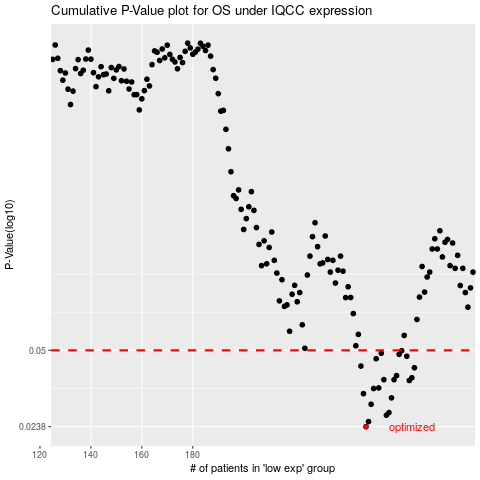 Cumulative P-Value plot for OS under IQCC expression
P-Value(log10)
0.05
0.0238
optimized
120
140
160
180
# of patients in 'low exp' group